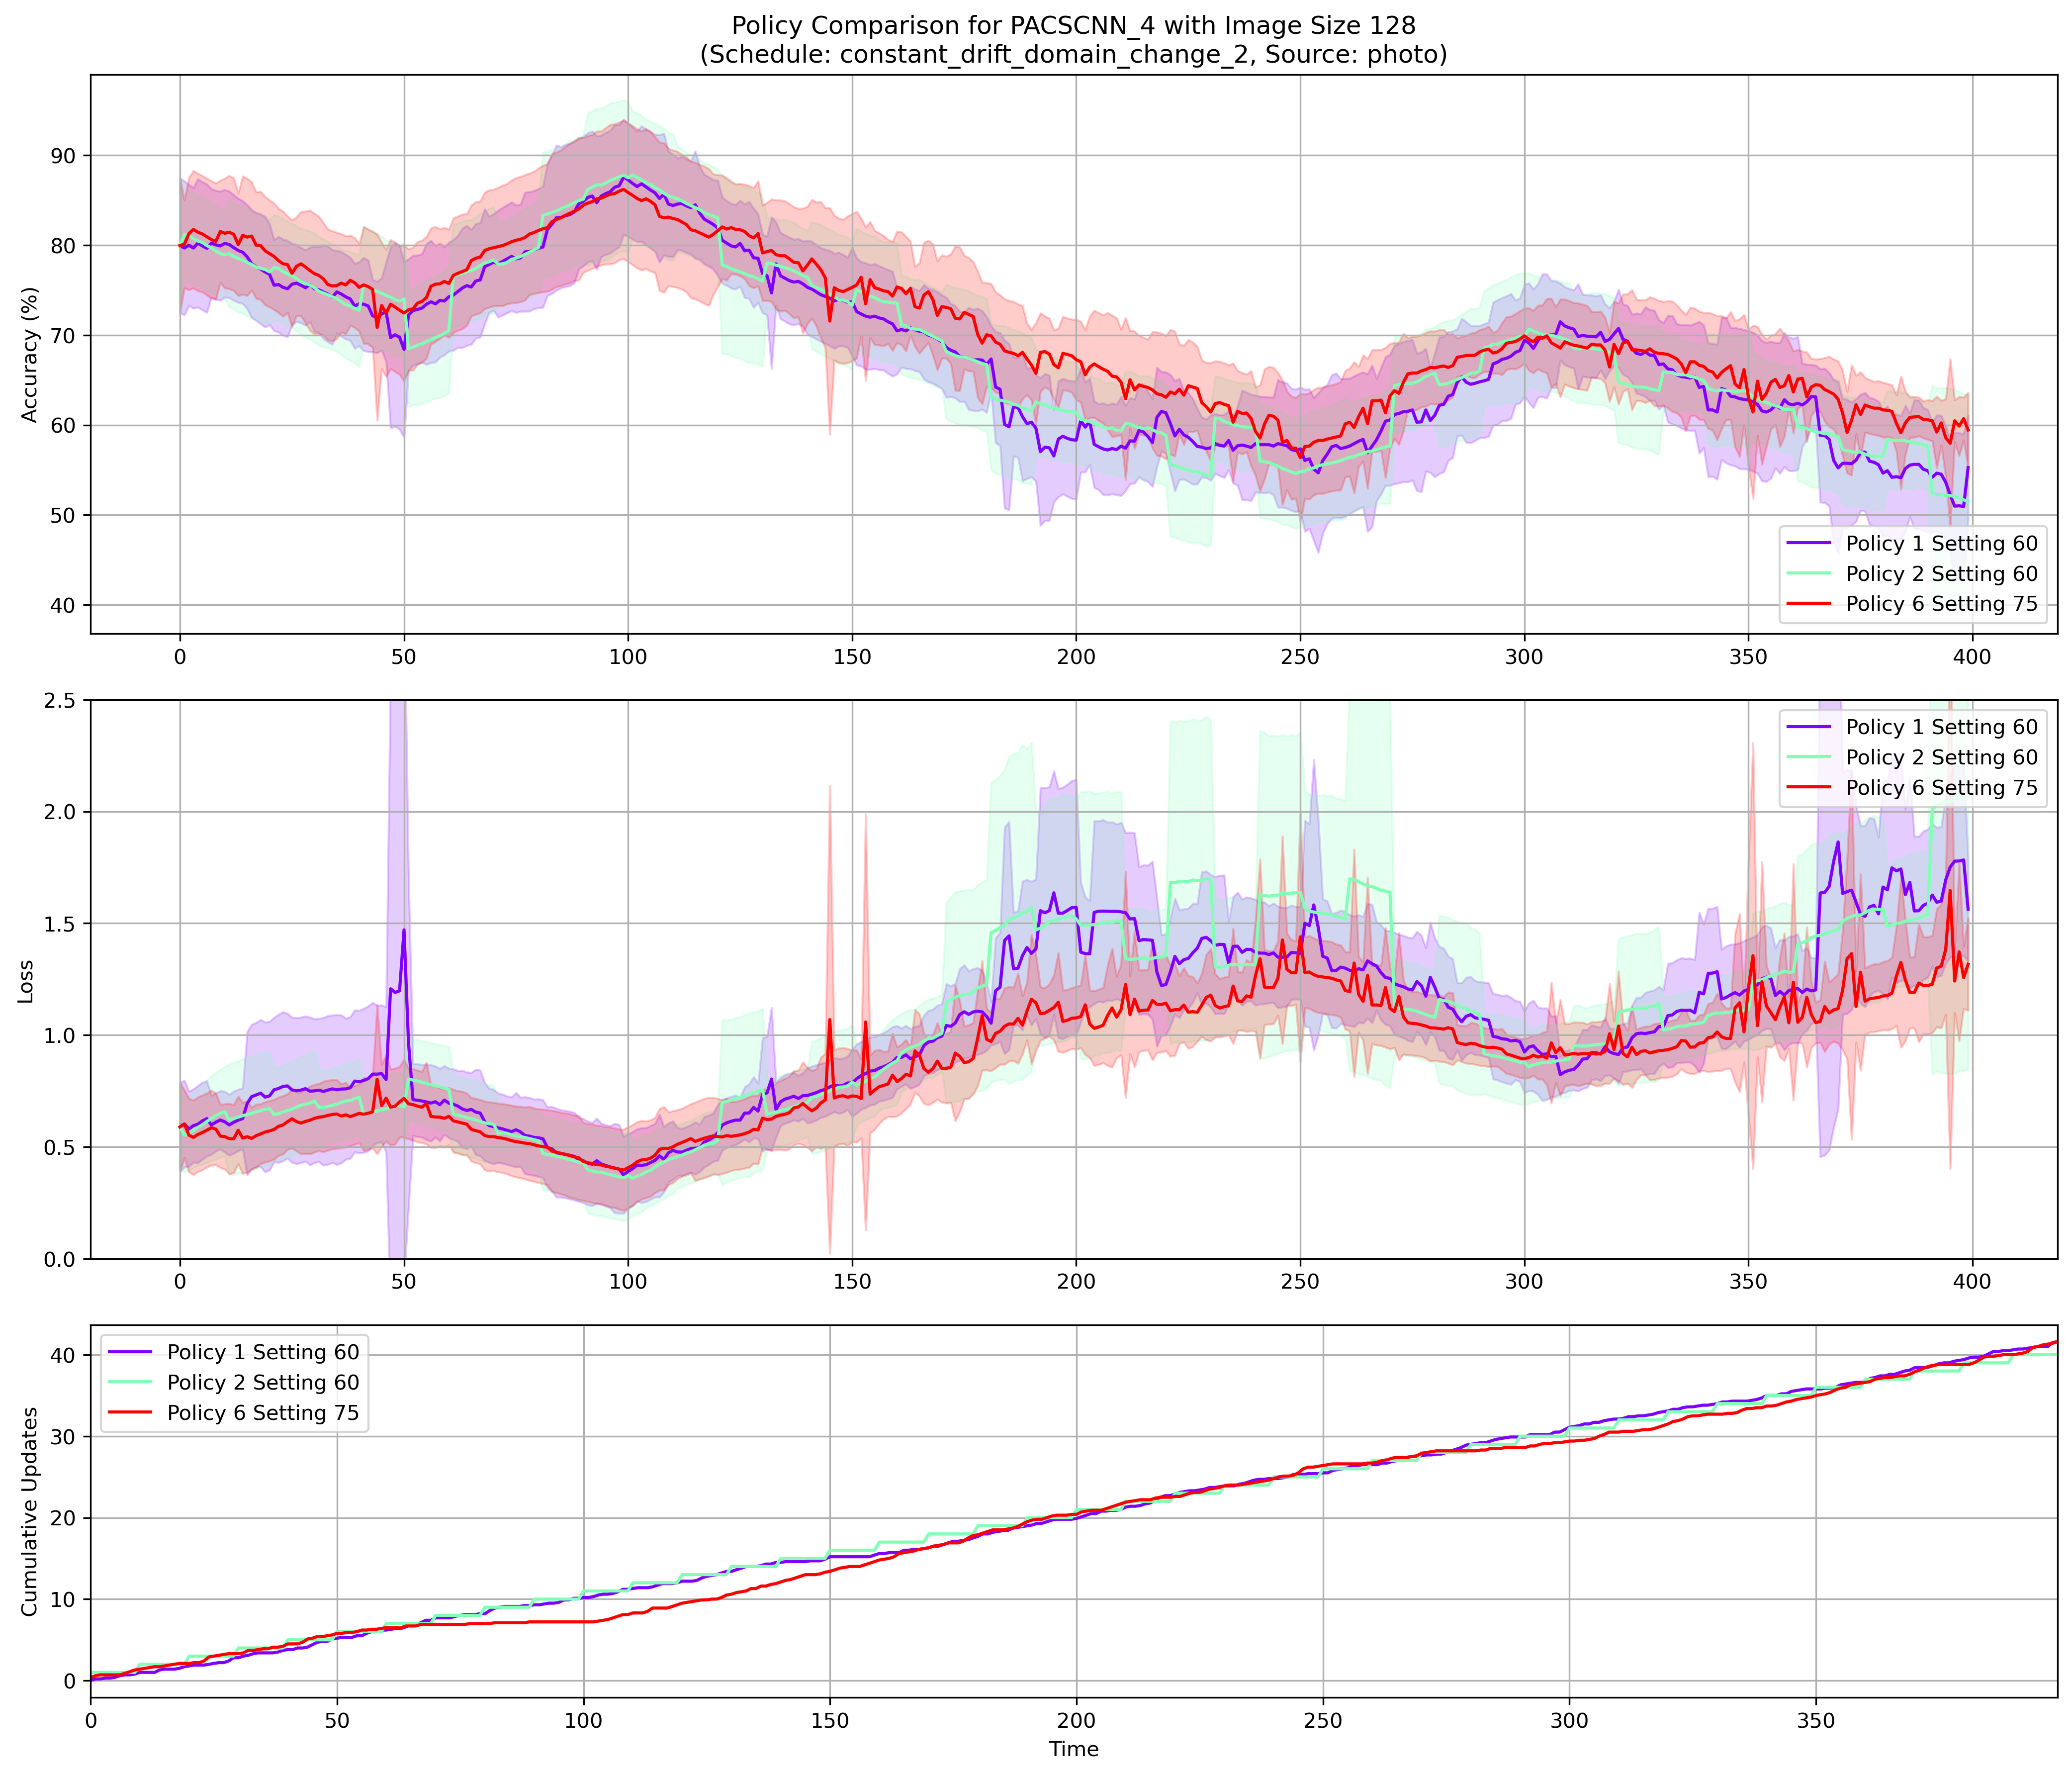 Policy Comparison for PACSCNN_4 with Image Size 128
(Schedule: constant_drift_domain_change_2, Source: photo)
Accuracy (%)
90
80
70
60
50
40
0 50 100 150 200 250 300 350 400
Policy 1 Setting 60
Policy 2 Setting 60
Policy 6 Setting 75
Loss
2.5
2.0
1.5
1.0
0.5
0.0
0 50 100 150 200 250 300 350 400
Policy 1 Setting 60
Policy 2 Setting 60
Policy 6 Setting 75
Cumulative Updates
40
30
20
10
0
0 50 100 150 200 250 300 350
Policy 1 Setting 60
Policy 2 Setting 60
Policy 6 Setting 75
Time